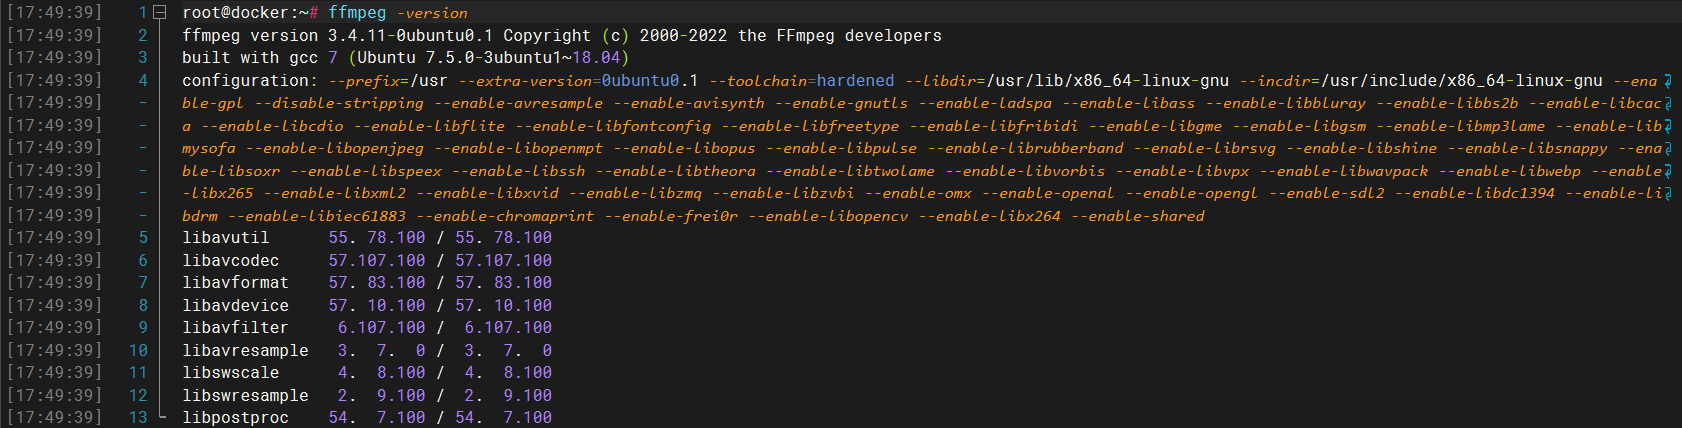 [17:49:39] 1 root@docker:~# ffmpeg -version
[17:49:39] 2 ffmpeg version 3.4.11-0ubuntu0.1 Copyright (c) 2000-2022 the FFmpeg developers
[17:49:39] 3 built with gcc 7 (Ubuntu 7.5.0-3ubuntu1~18.04)
[17:49:39] 4 configuration: --prefix=/usr --extra-version=0ubuntu0.1 --toolchain=hardened --libdir=/usr/lib/x86_64-linux-gnu --incdir=/usr/include/x86_64-linux-gnu --ena
[17:49:39] - ble-gpl --disable-stripping --enable-avresample --enable-avisynth --enable-gnutls --enable-ladspa --enable-libass --enable-libbluray --enable-libbs2b --enable-libcac
[17:49:39] - a --enable-libcdio --enable-libflite --enable-libfontconfig --enable-libfreetype --enable-libfribidi --enable-libgme --enable-libgsm --enable-libmp3lame --enable-lib
[17:49:39] - mysofa --enable-libopenjpeg --enable-libopenmpt --enable-libopus --enable-libpulse --enable-librubberband --enable-librsvg --enable-libshine --enable-libsnappy --ena
[17:49:39] - ble-libsoxr --enable-libspeex --enable-libssh --enable-libtheora --enable-libtwolame --enable-libvorbis --enable-libvpx --enable-libwavpack --enable-libwebp --enable
[17:49:39] - -libx265 --enable-libxml2 --enable-libxvid --enable-libzmq --enable-libzvbi --enable-omx --enable-openal --enable-opengl --enable-sdl2 --enable-libdc1394 --enable-li
[17:49:39] - bdrm --enable-libiec61883 --enable-chromaprint --enable-frei0r --enable-libopencv --enable-libx264 --enable-shared
[17:49:39] 5 libavutil 55. 78.100 / 55. 78.100
[17:49:39] 6 libavcodec 57.107.100 / 57.107.100
[17:49:39] 7 libavformat 57. 83.100 / 57. 83.100
[17:49:39] 8 libavdevice 57. 10.100 / 57. 10.100
[17:49:39] 9 libavfilter 6.107.100 / 6.107.100
[17:49:39] 10 libavresample 3. 7. 0 / 3. 7. 0
[17:49:39] 11 libswscale 4. 8.100 / 4. 8.100
[17:49:39] 12 libswresample 2. 9.100 / 2. 9.100
[17:49:39] 13 libpostproc 54. 7.100 / 54. 7.100